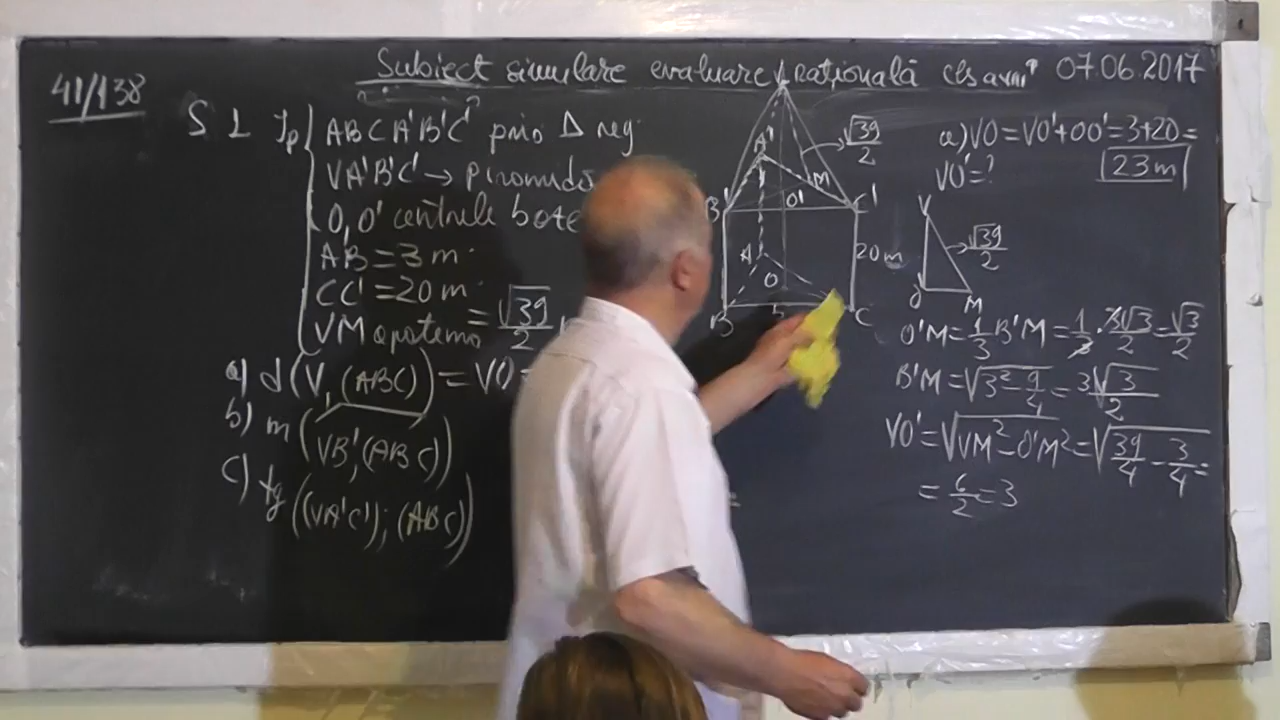 Subiect simulare evaluare națională cls a VIII ª 07.06.2017
41/138
S L Ip
ABCA'B'C' | prismă Δ reg.
VA'B'C' → piramidă
O, O' centrele baze
AB = 3 m
CC' = 20 m
VM apotema = √39/2
a) d(V,(ABC)) = VO =
b) m(VB',(ABC))
c) tg((VA'C');(ABC))
V
√39/2
A'
M
B'
O'
C'
20 m
A
O
B
5
C
a) VO = VO' + OO' = 3 + 20 =
23 m
VO' = ?
V
√39/2
O'
M
O'M = 1/3 B'M = 1/3 · 3√3/2 = √3/2
B'M = √(3² - 9/4) = 3√3/2
VO' = √(VM² - O'M²) = √(39/4 - 3/4) =
= 6/2 = 3
=